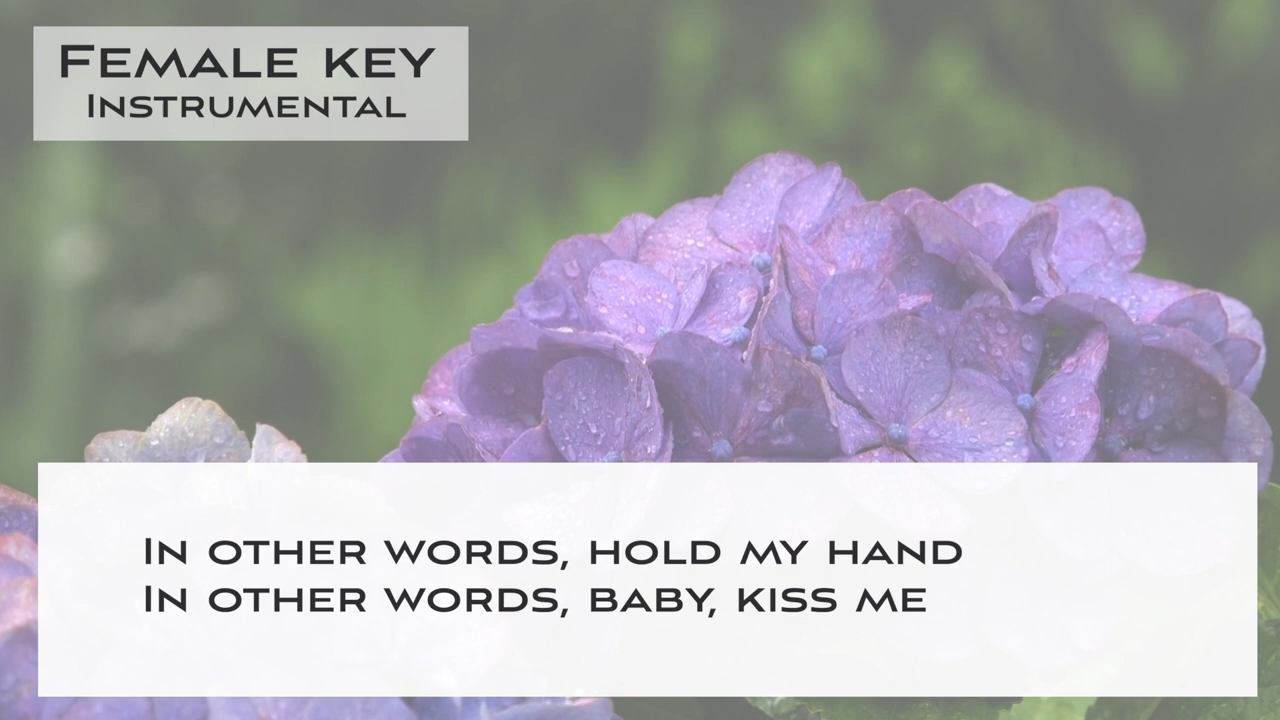 Female key
Instrumental
In other words, hold my hand
In other words, baby, kiss me